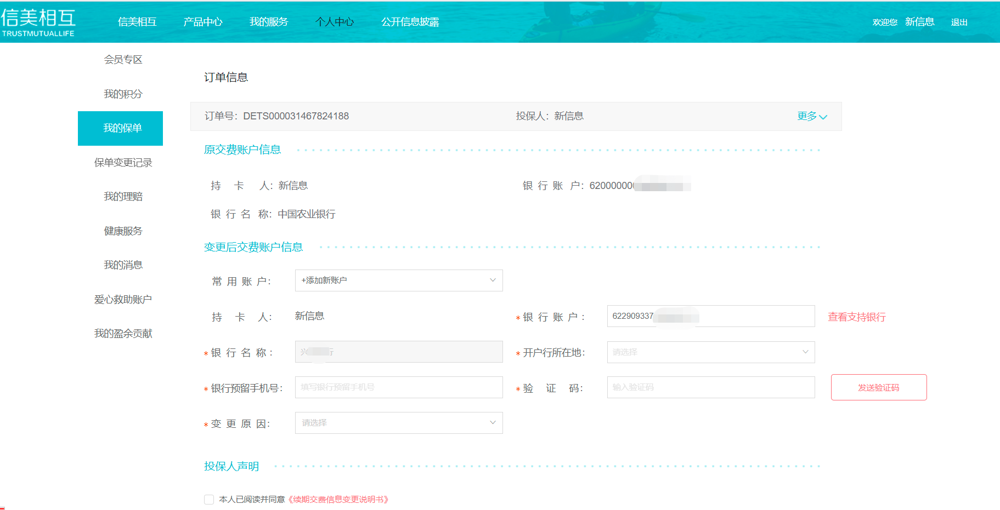 信美相互
TRUSTMUTUALLIFE
信美相互 产品中心 我的服务 个人中心 公开信息披露 欢迎您 新信息 退出
会员专区
我的积分
我的保单
保单变更记录
我的理赔
健康服务
我的消息
爱心救助账户
我的盈余贡献
订单信息
订单号：DETS000031467824188 投保人：新信息 更多
原交费账户信息
持卡人：新信息 银行账户：62000000
银行名称：中国农业银行
变更后交费账户信息
常用账户： +添加新账户
持卡人： 新信息 *银行账户： 622909337 查看支持银行
*银行名称： 兴 行 *开户行所在地： 请选择
*银行预留手机号： 填写银行预留手机号 *验证码： 输入验证码 发送验证码
*变更原因： 请选择
投保人声明
本人已阅读并同意《续期交费信息变更说明书》